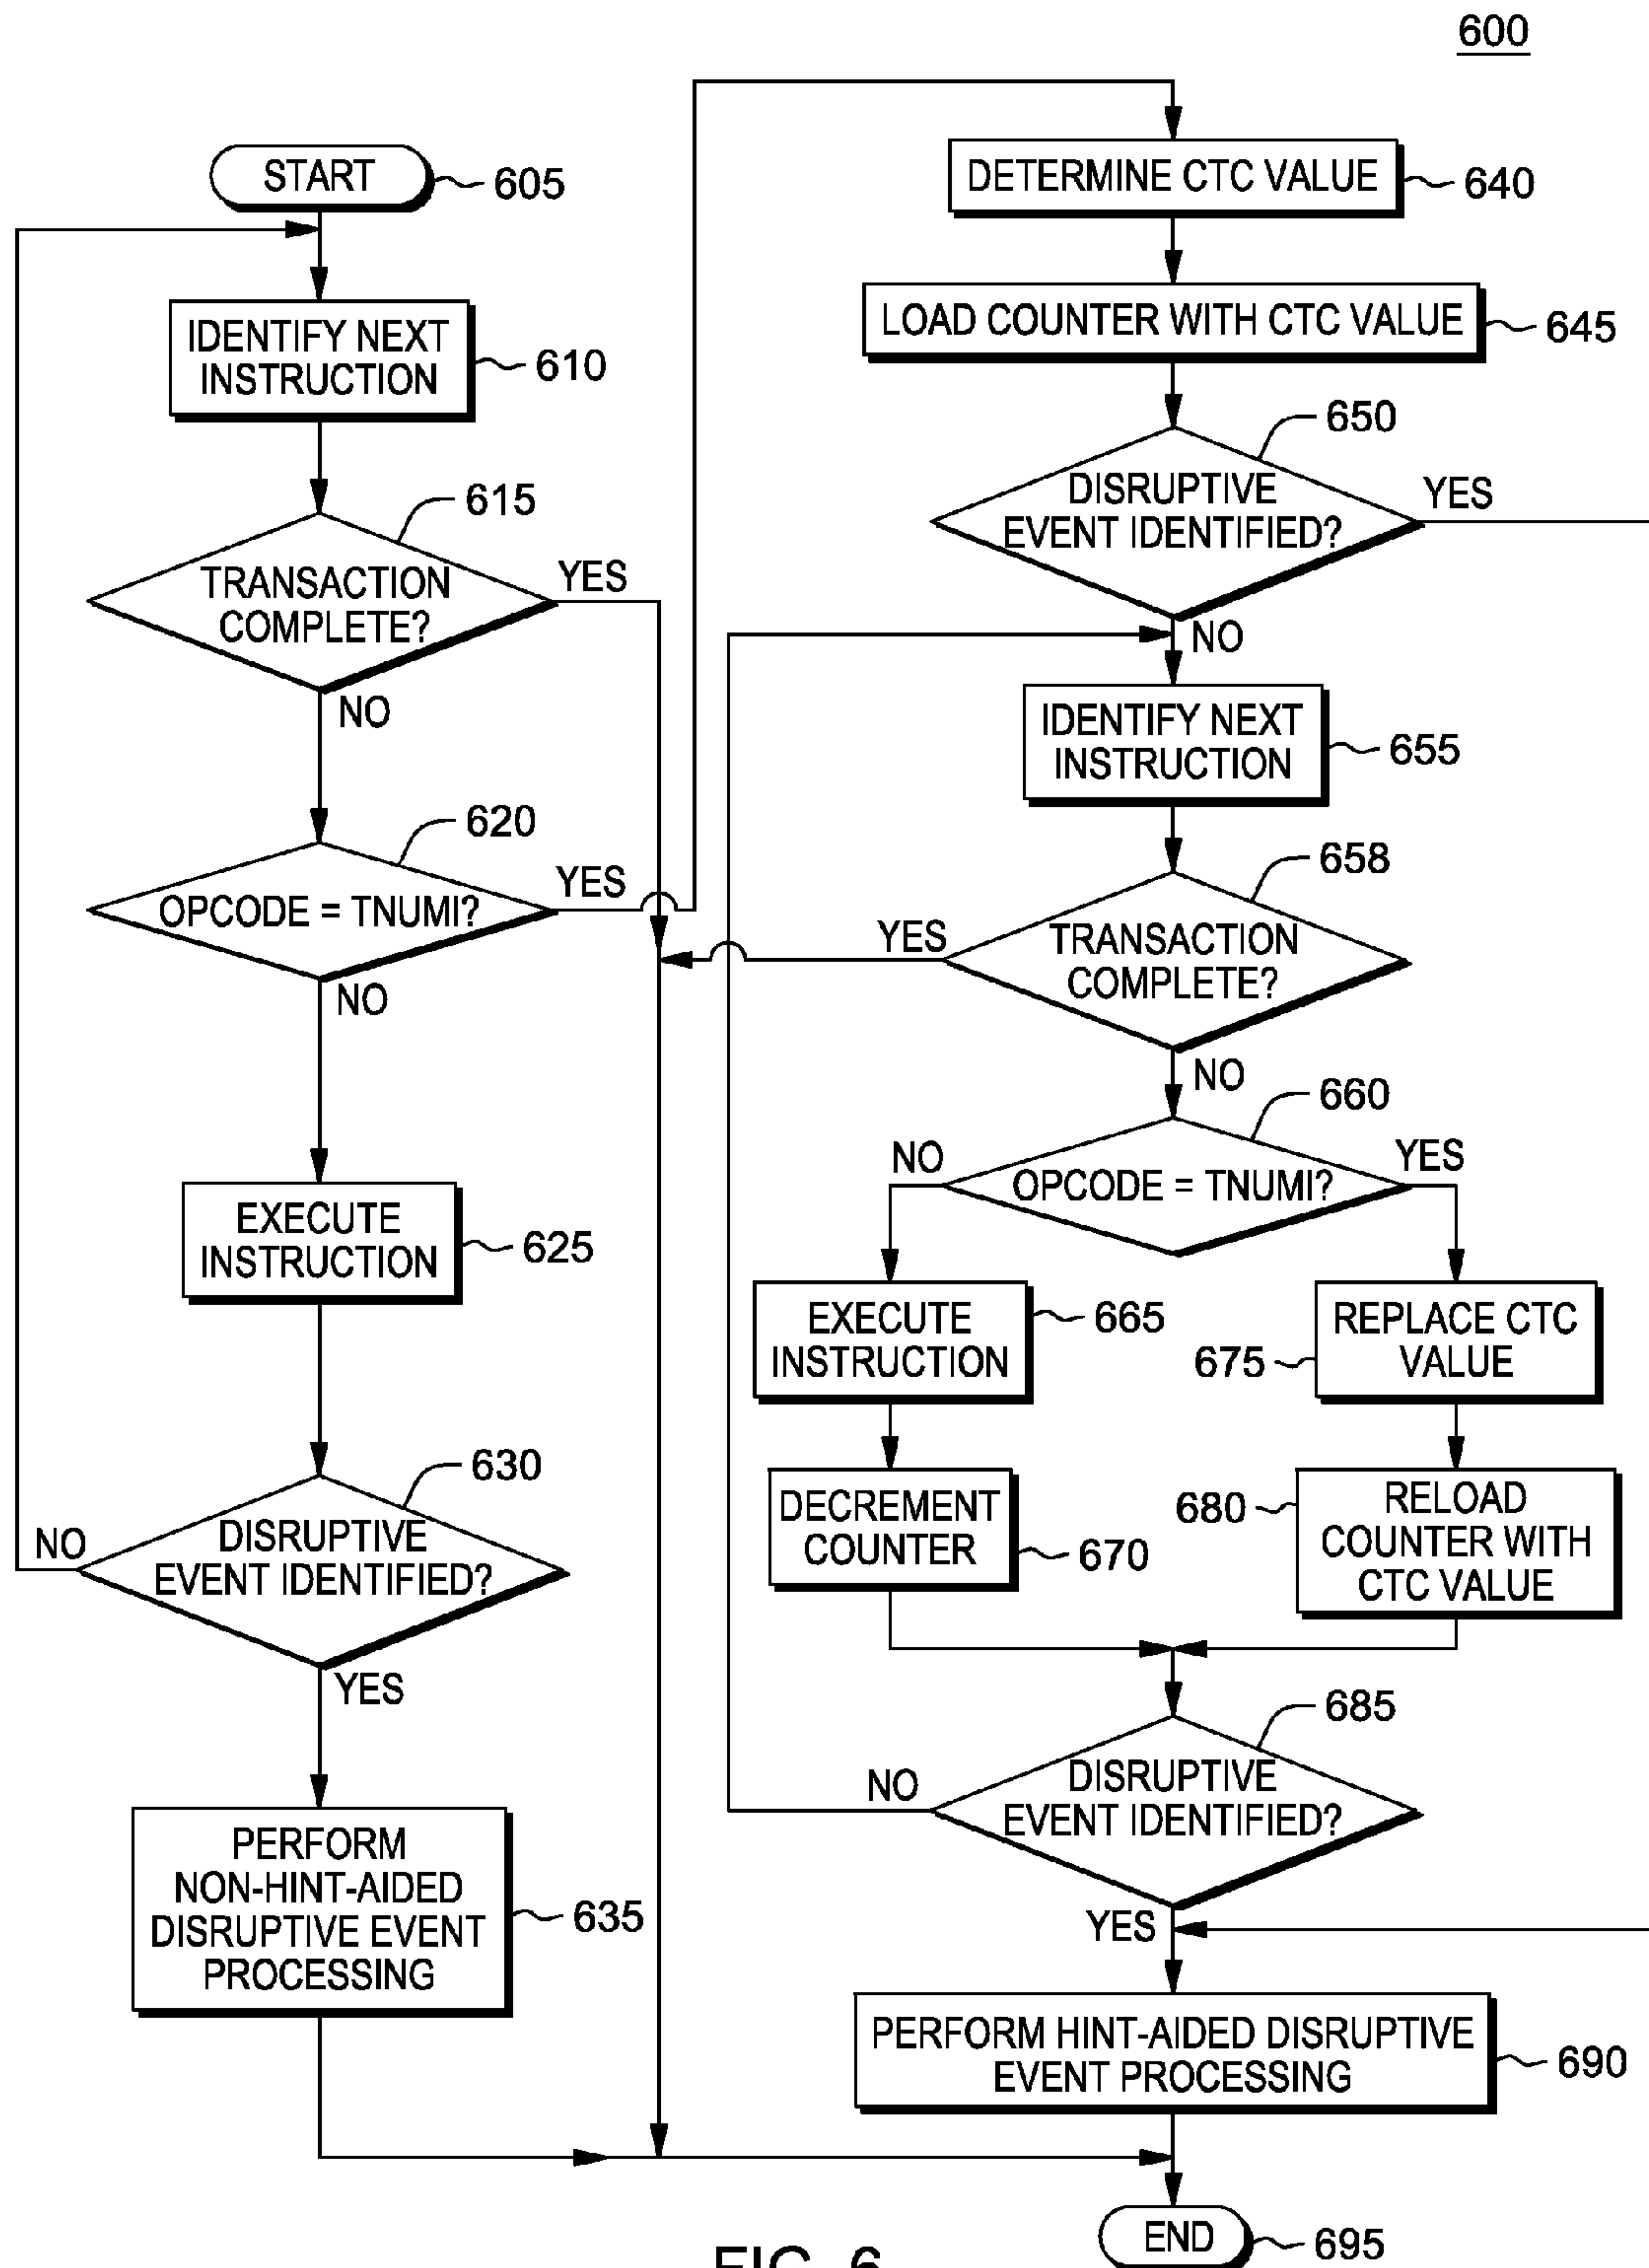 600
START
605
IDENTIFY NEXT
INSTRUCTION
610
615
TRANSACTION
COMPLETE?
YES
NO
620
OPCODE = TNUMI?
YES
NO
EXECUTE
INSTRUCTION
625
630
DISRUPTIVE
EVENT IDENTIFIED?
NO
YES
PERFORM
NON-HINT-AIDED
DISRUPTIVE EVENT
PROCESSING
635
DETERMINE CTC VALUE
640
LOAD COUNTER WITH CTC VALUE
645
650
DISRUPTIVE
EVENT IDENTIFIED?
YES
NO
IDENTIFY NEXT
INSTRUCTION
655
658
TRANSACTION
COMPLETE?
YES
NO
660
OPCODE = TNUMI?
NO
YES
EXECUTE
INSTRUCTION
665
DECREMENT
COUNTER
670
REPLACE CTC
VALUE
675
RELOAD
COUNTER WITH
CTC VALUE
680
685
DISRUPTIVE
EVENT IDENTIFIED?
NO
YES
PERFORM HINT-AIDED DISRUPTIVE
EVENT PROCESSING
690
END
695
FIG. 6